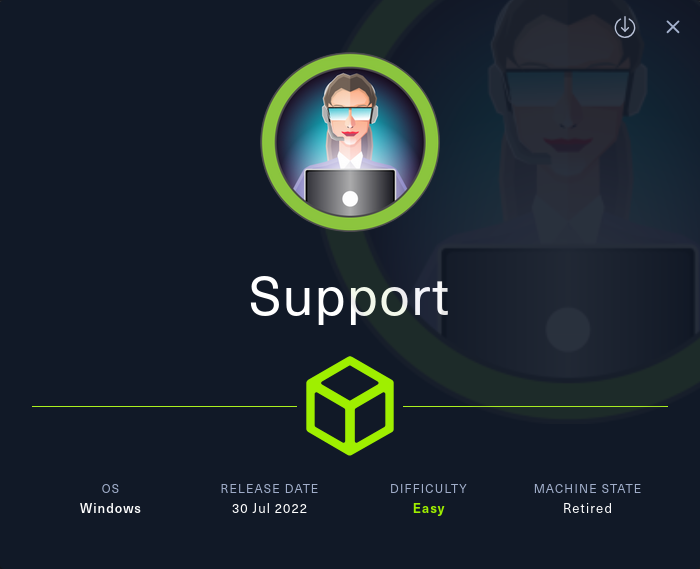 Support
OS RELEASE DATE DIFFICULTY MACHINE STATE
Windows 30 Jul 2022 Easy Retired